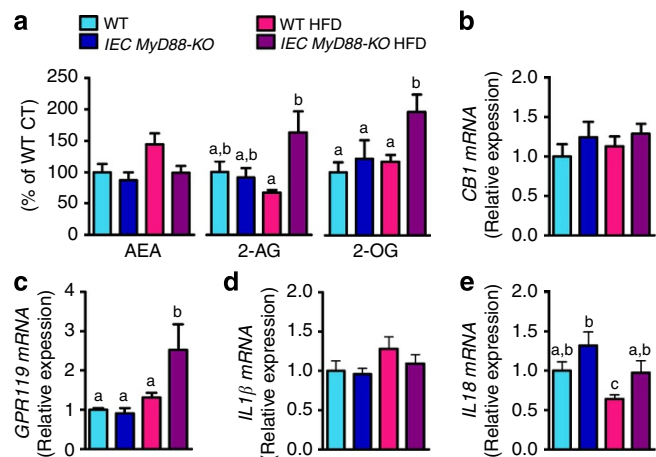 a
WT
WT HFD
IEC MyD88-KO
IEC MyD88-KO HFD
b
(% of WT CT)
250
200
150
100
50
0
a,b
a,b
a
b
a
a
a
b
AEA
2-AG
2-OG
CB1 mRNA
(Relative expession)
2.0
1.5
1.0
0.5
0.0
c
GPR119 mRNA
(Relative expession)
4
3
2
1
0
a
a
a
b
d
IL1β mRNA
(Relative expression)
2.0
1.5
1.0
0.5
0.0
e
IL18 mRNA
(Relative expression)
2.0
1.5
1.0
0.5
0.0
a,b
b
c
a,b